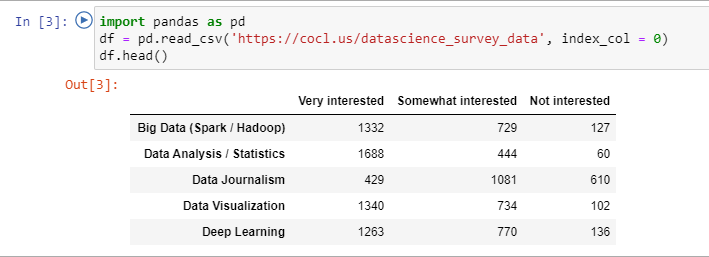 In [3]: import pandas as pd
df = pd.read_csv('https://cocl.us/datascience_survey_data', index_col = 0)
df.head()
Out[3]:
Very interested Somewhat interested Not interested
Big Data (Spark / Hadoop) 1332 729 127
Data Analysis / Statistics 1688 444 60
Data Journalism 429 1081 610
Data Visualization 1340 734 102
Deep Learning 1263 770 136